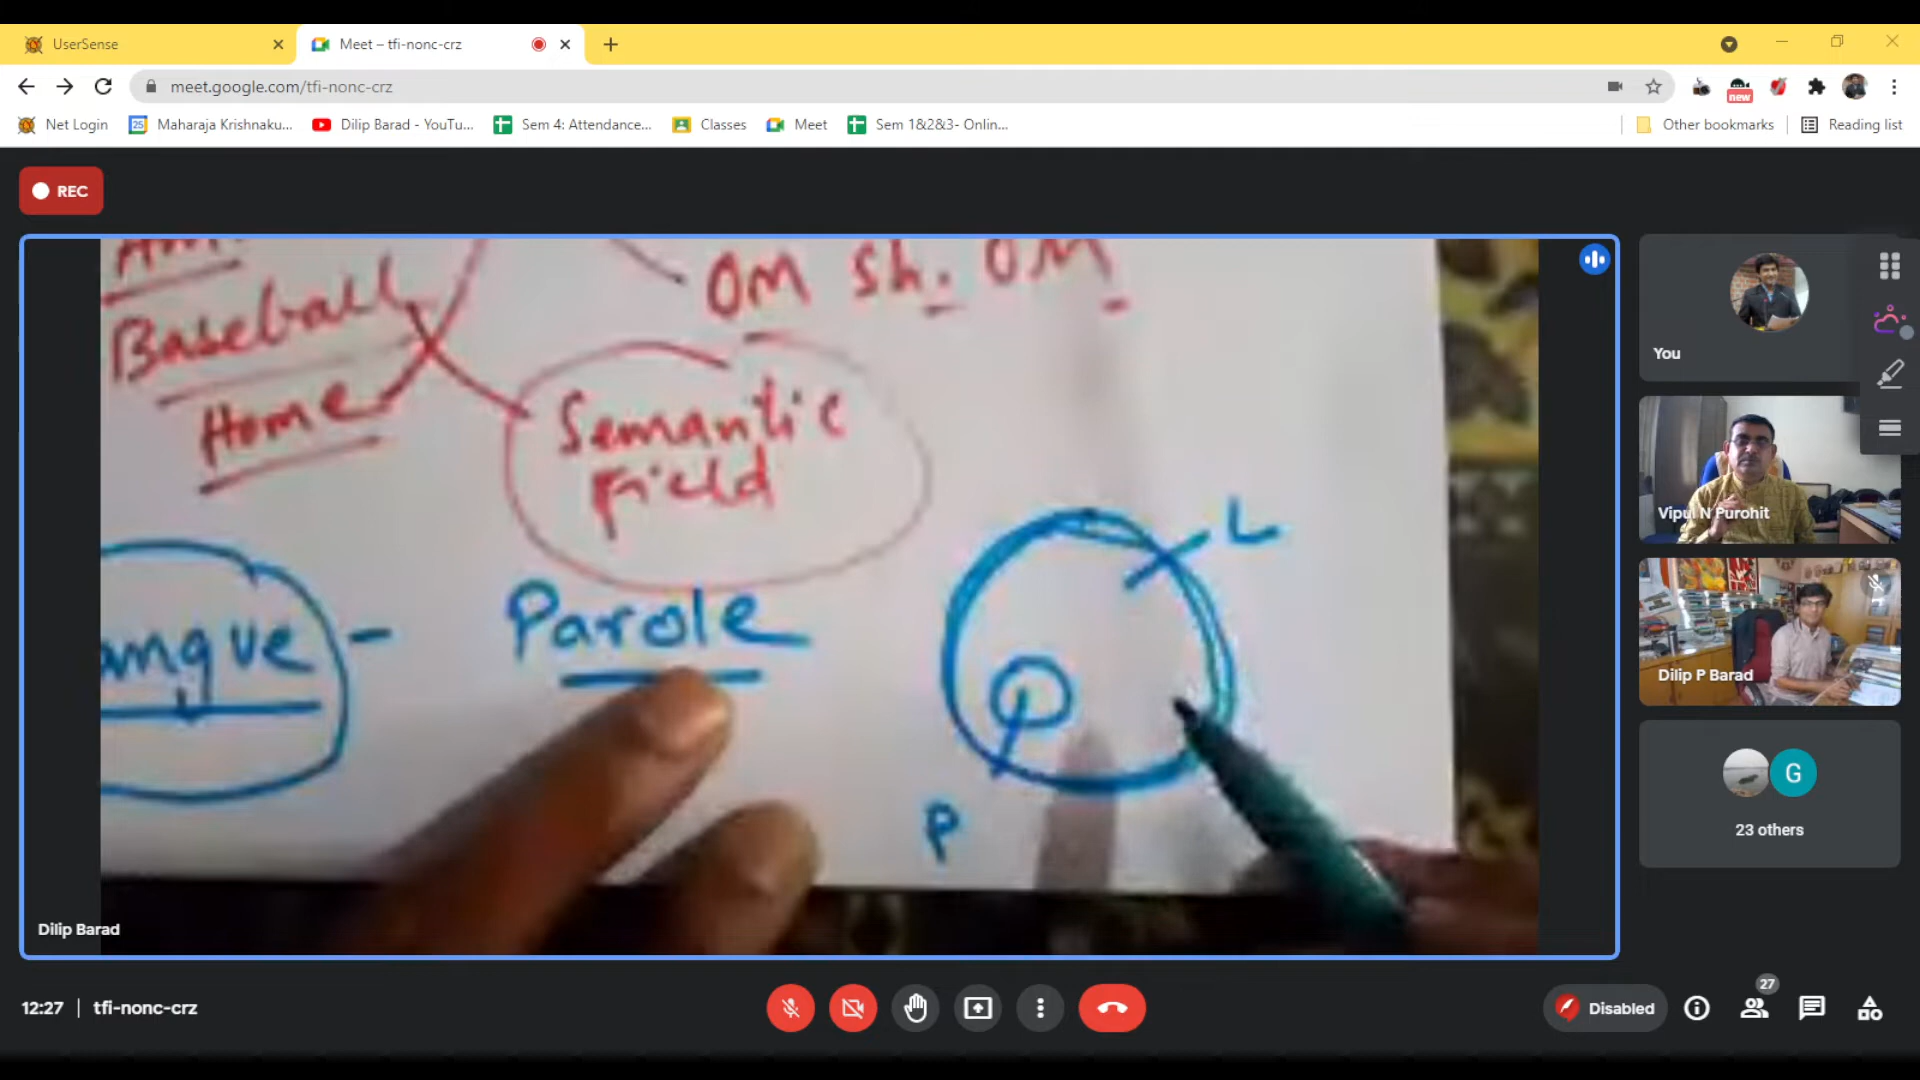 UserSense
Meet – tfi-nonc-crz
meet.google.com/tfi-nonc-crz
new
Net Login
25
Maharaja Krishnaku...
Dilip Barad - YouTu...
Sem 4: Attendance...
Classes
Meet
Sem 1&2&3- Onlin...
Other bookmarks
Reading list
REC
OM Sh. OM
Baseball
Home
Semantic
Field
angue –
Parole
L
P
Dilip Barad
You
Vipul N Purohit
Dilip P Barad
G
23 others
12:27 | tfi-nonc-crz
Disabled
27